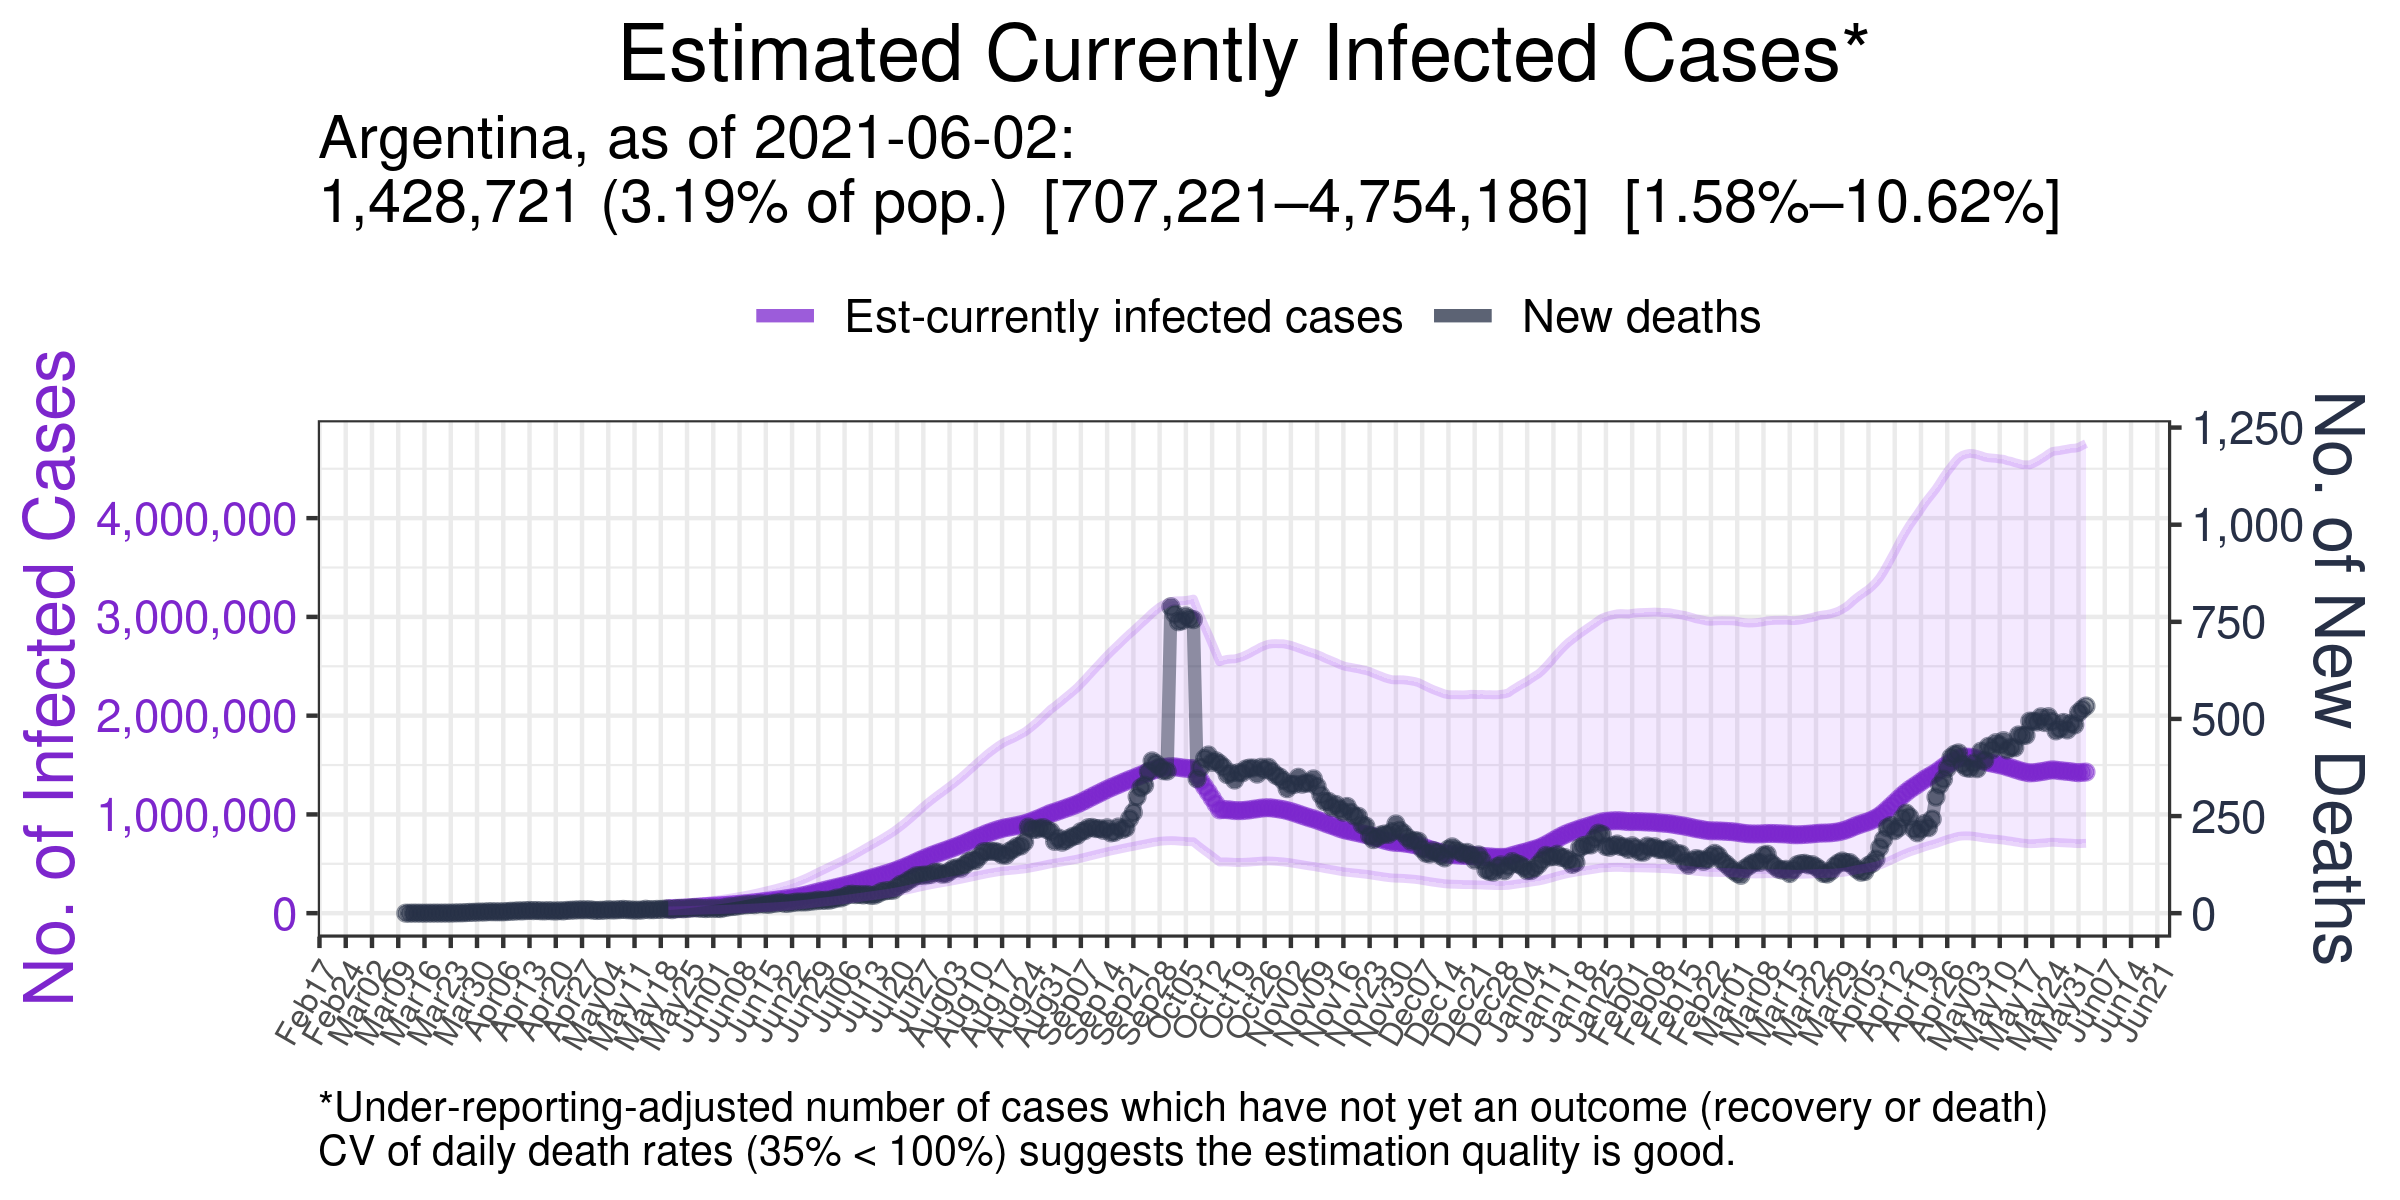 Estimated Currently Infected Cases*
Argentina, as of 2021-06-02:
1,428,721 (3.19% of pop.) [707,221–4,754,186] [1.58%–10.62%]
Est-currently infected cases
New deaths
No. of Infected Cases
4,000,000
3,000,000
2,000,000
1,000,000
0
1,250
1,000
750
500
250
0
No. of New Deaths
Feb17
Feb24
Mar02
Mar09
Mar16
Mar23
Mar30
Apr06
Apr13
Apr20
Apr27
May04
May11
May18
May25
Jun01
Jun08
Jun15
Jun22
Jun29
Jul06
Jul13
Jul20
Jul27
Aug03
Aug10
Aug17
Aug24
Aug31
Sep07
Sep14
Sep21
Sep28
Oct05
Oct12
Oct19
Oct26
Nov02
Nov09
Nov16
Nov23
Nov30
Dec07
Dec14
Dec21
Dec28
Jan04
Jan11
Jan18
Jan25
Feb01
Feb08
Feb15
Feb22
Mar01
Mar08
Mar15
Mar22
Mar29
Apr05
Apr12
Apr19
Apr26
May03
May10
May17
May24
May31
Jun07
Jun14
Jun21
*Under-reporting-adjusted number of cases which have not yet an outcome (recovery or death)
CV of daily death rates (35% < 100%) suggests the estimation quality is good.